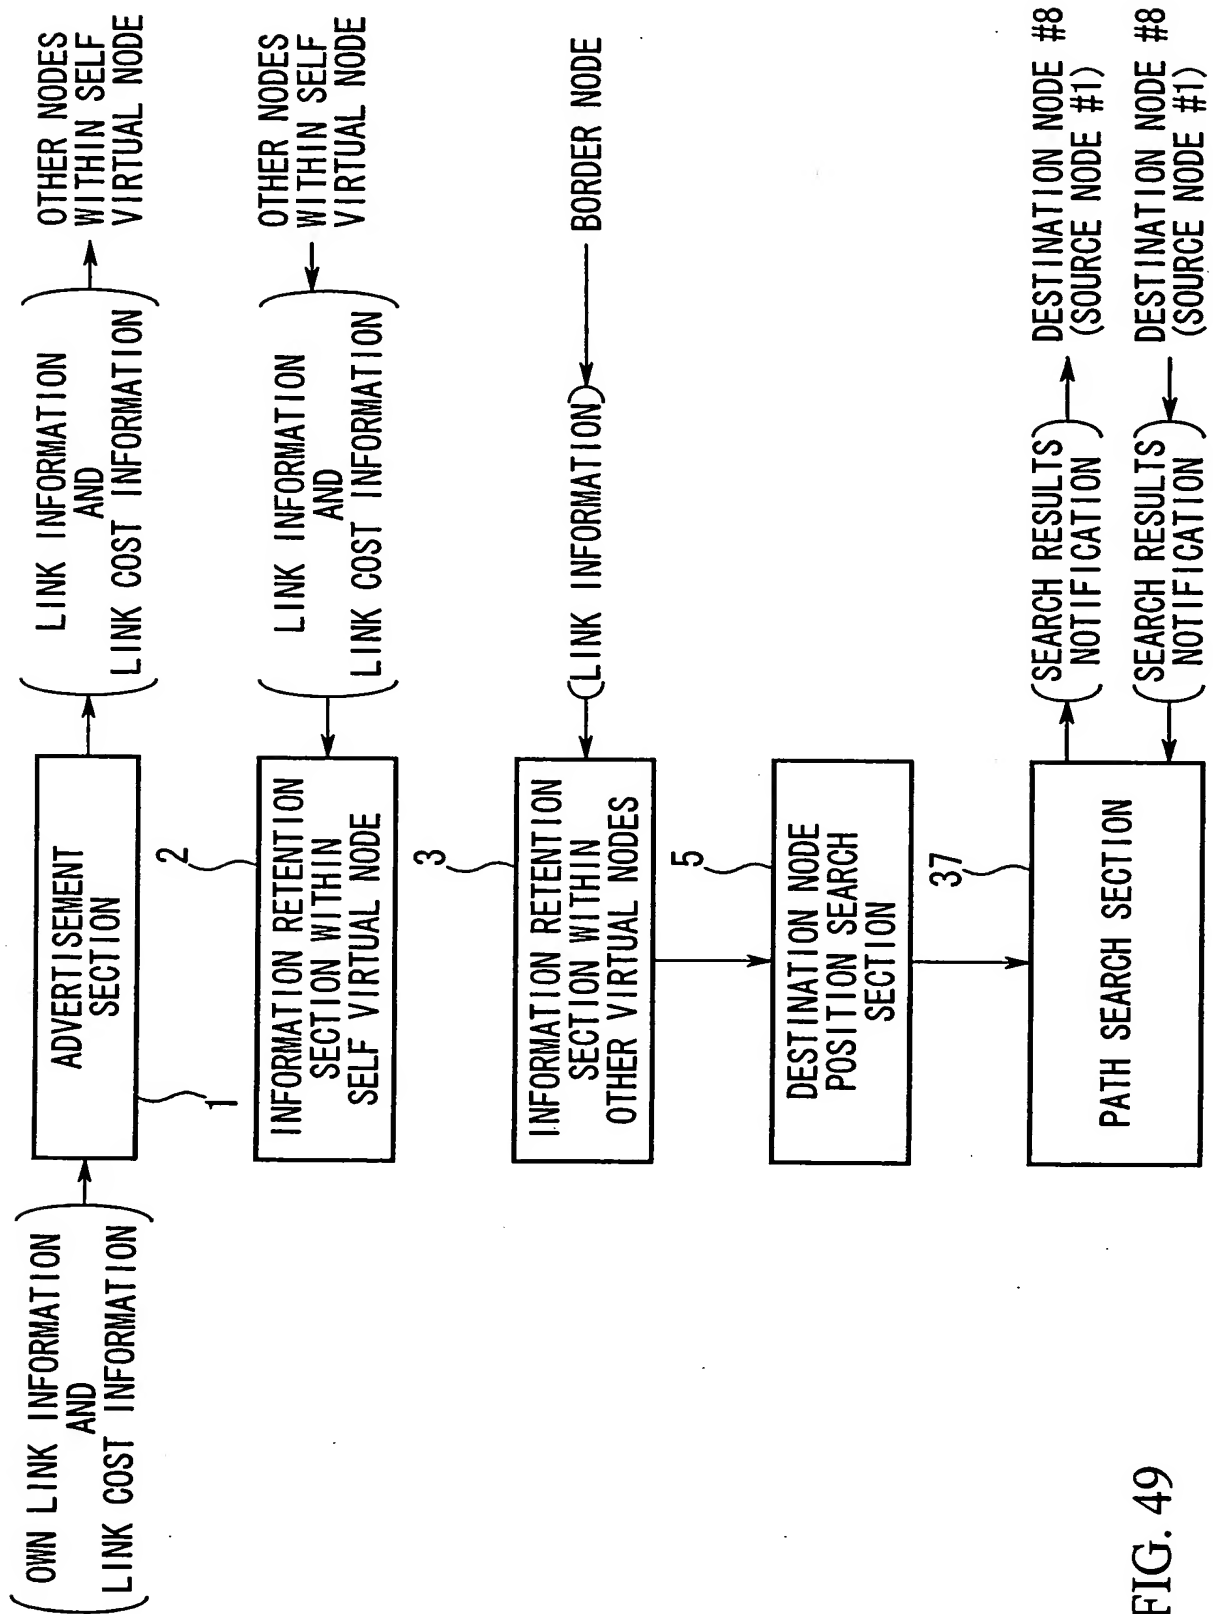 OWN LINK INFORMATION
AND
LINK COST INFORMATION
ADVERTISEMENT
SECTION
1
LINK INFORMATION
AND
LINK COST INFORMATION
OTHER NODES
WITHIN SELF
VIRTUAL NODE
2
INFORMATION RETENTION
SECTION WITHIN
SELF VIRTUAL NODE
LINK INFORMATION
AND
LINK COST INFORMATION
OTHER NODES
WITHIN SELF
VIRTUAL NODE
3
INFORMATION RETENTION
SECTION WITHIN
OTHER VIRTUAL NODES
(LINK INFORMATION)
BORDER NODE
5
DESTINATION NODE
POSITION SEARCH
SECTION
37
PATH SEARCH SECTION
(SEARCH RESULTS
NOTIFICATION)
DESTINATION NODE #8
(SOURCE NODE #1)
(SEARCH RESULTS
NOTIFICATION)
DESTINATION NODE #8
(SOURCE NODE #1)
FIG. 49